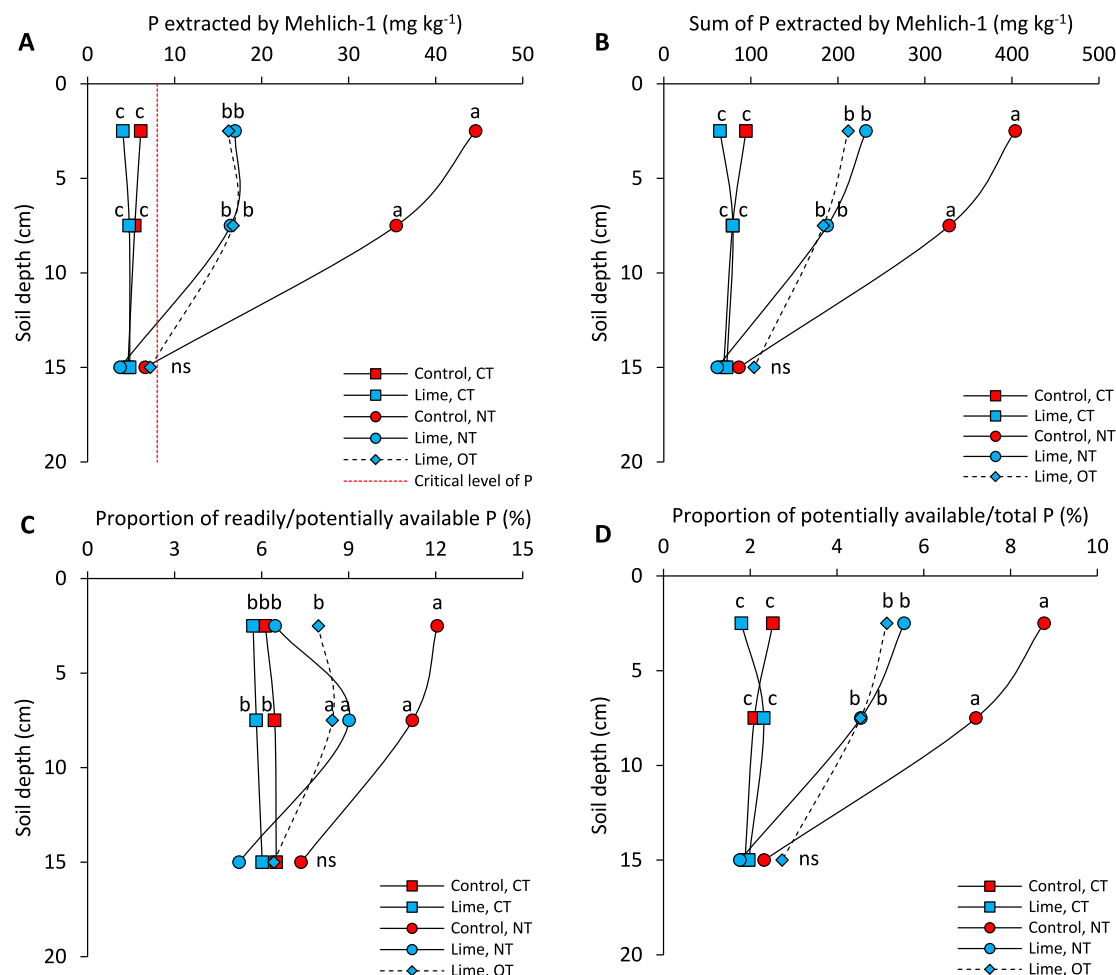 A
P extracted by Mehlich-1 (mg kg-1)
0 10 20 30 40 50
0
5
10
15
20
Soil depth (cm)
c c bb a
c c b b a
ns
Control, CT
Lime, CT
Control, NT
Lime, NT
Lime, OT
Critical level of P
B
Sum of P extracted by Mehlich-1 (mg kg-1)
0 100 200 300 400 500
0
5
10
15
20
Soil depth (cm)
c c b b a
c c b b a
ns
Control, CT
Lime, CT
Control, NT
Lime, NT
Lime, OT
C
Proportion of readily/potentially available P (%)
0 3 6 9 12 15
0
5
10
15
20
Soil depth (cm)
bbb b a
b b a a a
ns
Control, CT
Lime, CT
Control, NT
Lime, NT
Lime, OT
D
Proportion of potentially available/total P (%)
0 2 4 6 8 10
0
5
10
15
20
Soil depth (cm)
c c b b a
c c b b a
ns
Control, CT
Lime, CT
Control, NT
Lime, NT
Lime, OT